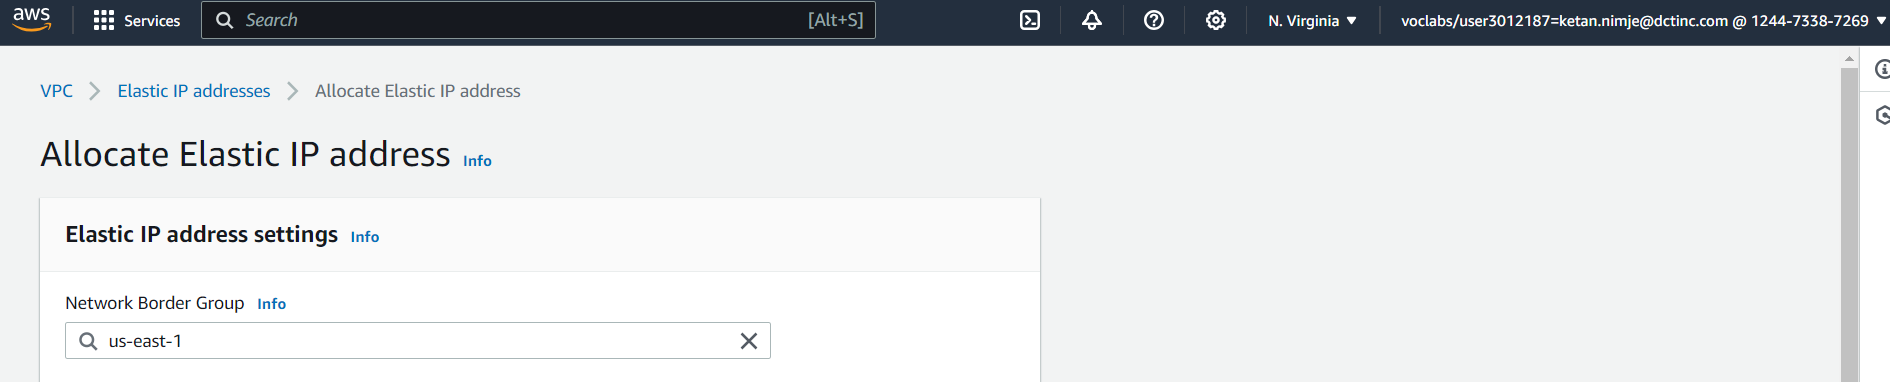 aws Services Search [Alt+S] N. Virginia voclabs/user3012187=ketan.nimje@dctinc.com @ 1244-7338-7269
VPC Elastic IP addresses Allocate Elastic IP address
Allocate Elastic IP address Info
Elastic IP address settings Info
Network Border Group Info
us-east-1